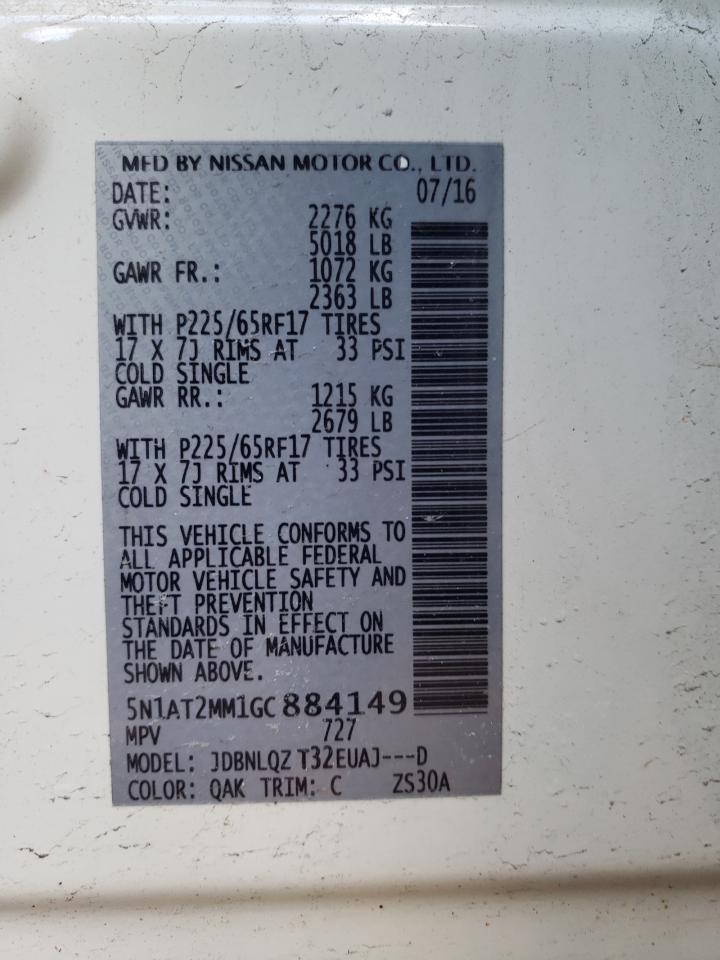 MFD BY NISSAN MOTOR CO., LTD.
DATE: 07/16
GVWR: 2276 KG
5018 LB
GAWR FR.: 1072 KG
2363 LB
WITH P225/65RF17 TIRES
17 X 7J RIMS AT 33 PSI
COLD SINGLE
GAWR RR.: 1215 KG
2679 LB
WITH P225/65RF17 TIRES
17 X 7J RIMS AT 33 PSI
COLD SINGLE
THIS VEHICLE CONFORMS TO
ALL APPLICABLE FEDERAL
MOTOR VEHICLE SAFETY AND
THEFT PREVENTION
STANDARDS IN EFFECT ON
THE DATE OF MANUFACTURE
SHOWN ABOVE.
5N1AT2MM1GC884149
MPV 727
MODEL: JDBNLQZ T32EUAJ---D
COLOR: QAK TRIM: C ZS30A